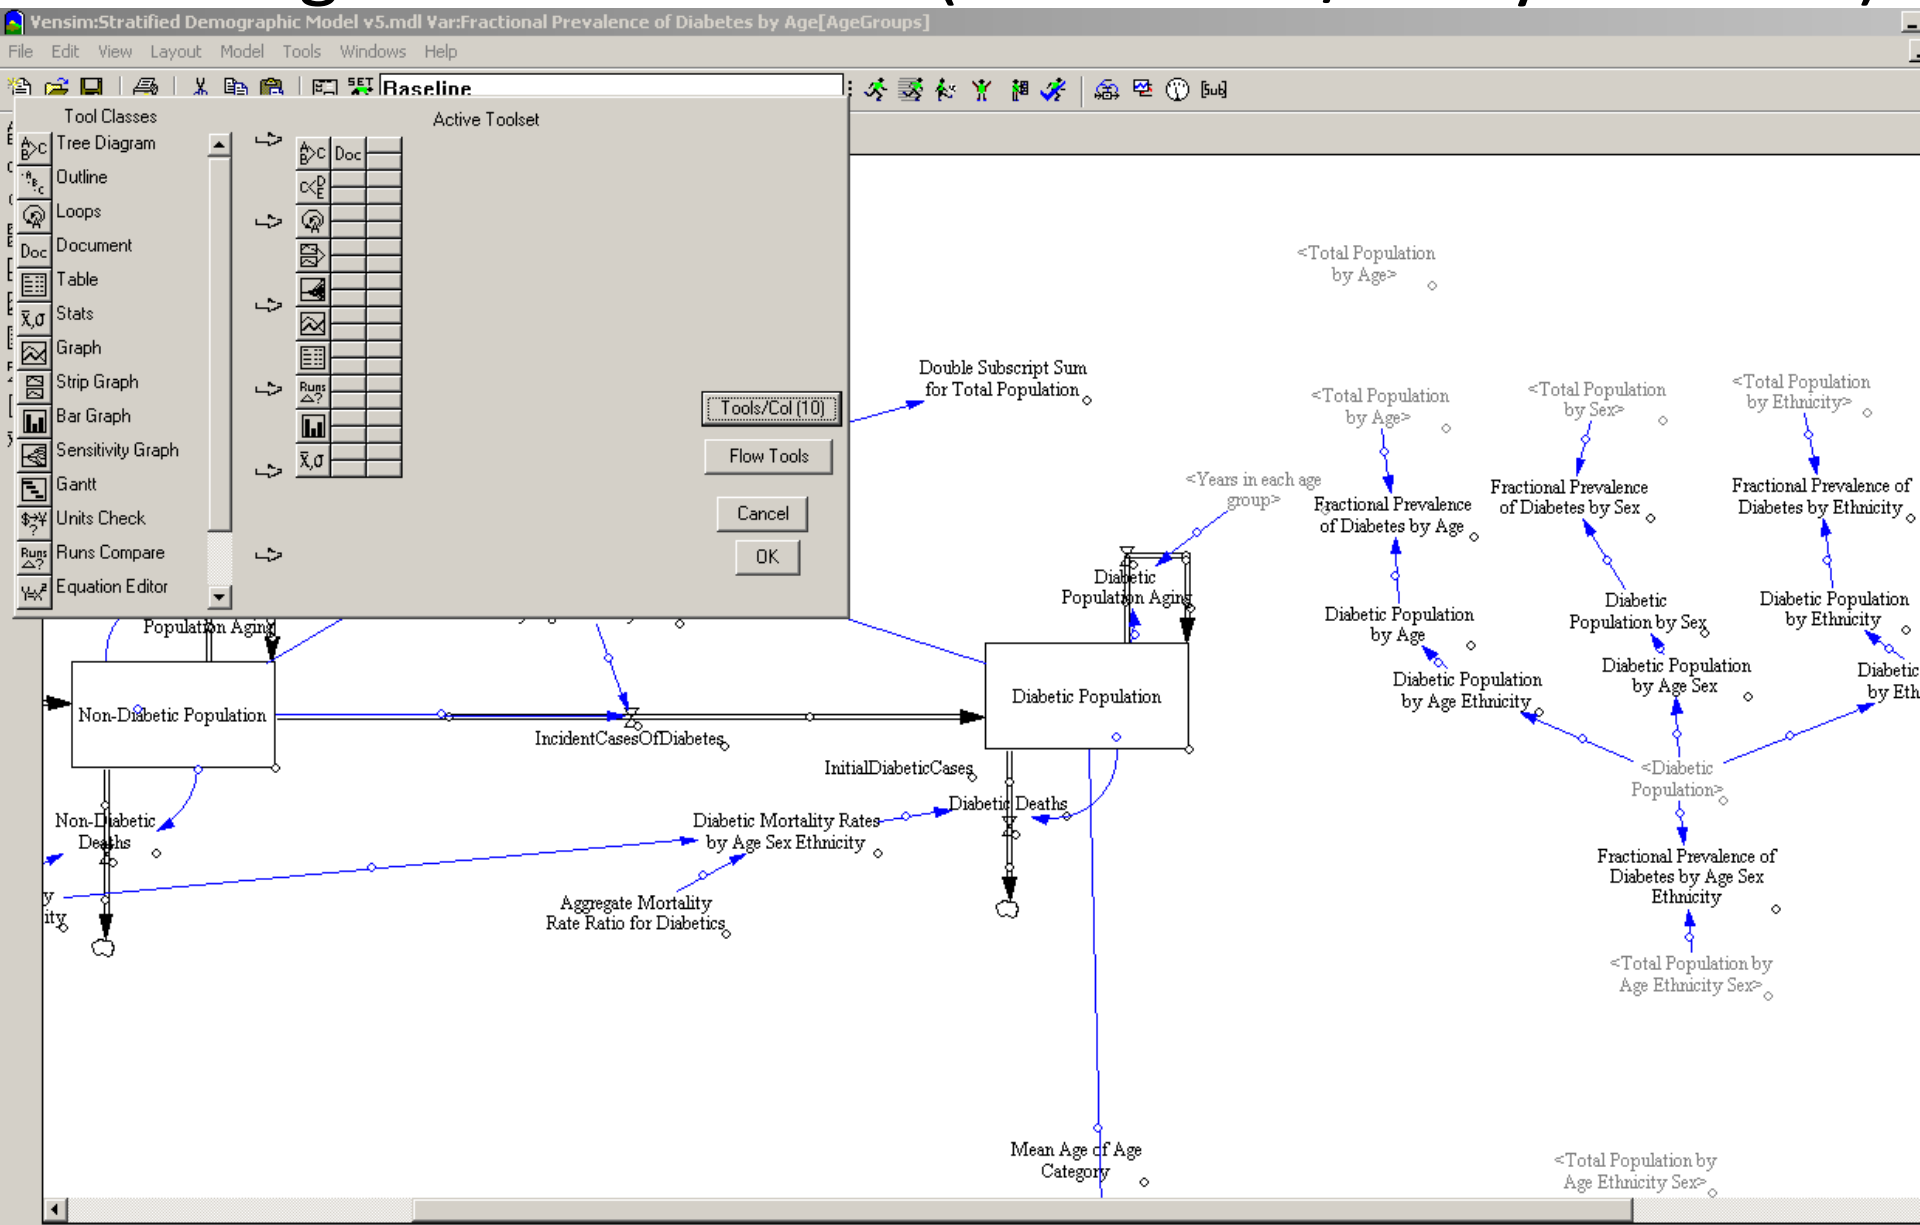 Vensim:Stratified Demographic Model v5.mdl Var:Fractional Prevalence of Diabetes by Age[AgeGroups]
File Edit View Layout Model Tools Windows Help
SET Baseline
Sub
Tool Classes
Active Toolset
Tree Diagram
Outline
Loops
Doc Document
Table
x̄,σ Stats
Graph
Strip Graph
Bar Graph
Sensitivity Graph
Gantt
Units Check
Runs Runs Compare
Equation Editor
Doc
Runs
x̄,σ
Tools/Col (10)
Flow Tools
Cancel
OK
<Total Population
by Age>
Double Subscript Sum
for Total Population
<Total Population
by Age>
<Total Population
by Sex>
<Total Population
by Ethnicity>
<Years in each age
group>
Fractional Prevalence
of Diabetes by Age
Fractional Prevalence
of Diabetes by Sex
Fractional Prevalence of
Diabetes by Ethnicity
Diabetic
Population Aging
Diabetic Population
by Age
Diabetic
Population by Sex
Diabetic Population
by Ethnicity
Population Aging
Diabetic Population
by Age Ethnicity
Diabetic Population
by Age Sex
Diabetic
by Eth
Non-Diabetic Population
Diabetic Population
IncidentCasesOfDiabetes
InitialDiabeticCases
<Diabetic
Population>
Non-Diabetic
Deaths
Diabetic Mortality Rates
by Age Sex Ethnicity
Diabetic Deaths
Fractional Prevalence of
Diabetes by Age Sex
Ethnicity
y
ity
Aggregate Mortality
Rate Ratio for Diabetics
<Total Population by
Age Ethnicity Sex>
Mean Age of Age
Category
<Total Population by
Age Ethnicity Sex>